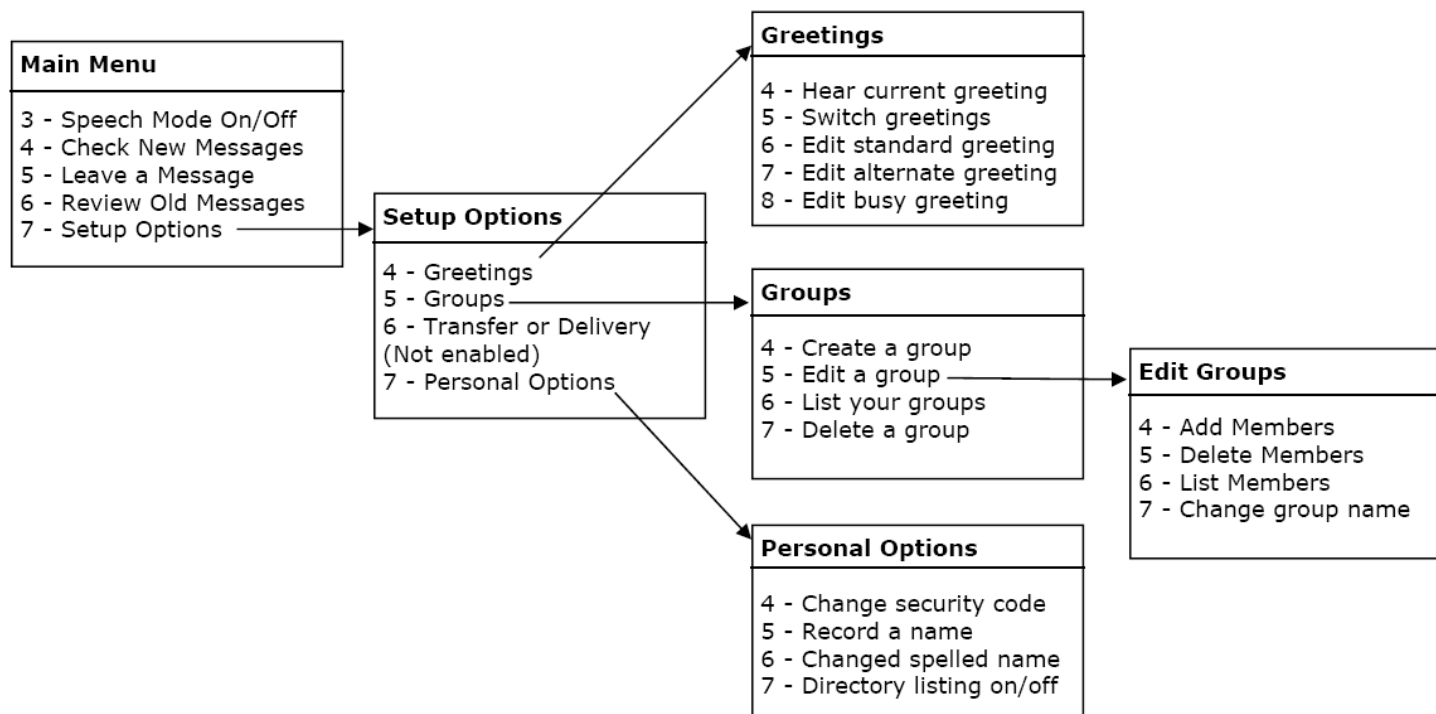 Main Menu
3 - Speech Mode On/Off
4 - Check New Messages
5 - Leave a Message
6 - Review Old Messages
7 - Setup Options
Setup Options
4 - Greetings
5 - Groups
6 - Transfer or Delivery
(Not enabled)
7 - Personal Options
Greetings
4 - Hear current greeting
5 - Switch greetings
6 - Edit standard greeting
7 - Edit alternate greeting
8 - Edit busy greeting
Groups
4 - Create a group
5 - Edit a group
6 - List your groups
7 - Delete a group
Edit Groups
4 - Add Members
5 - Delete Members
6 - List Members
7 - Change group name
Personal Options
4 - Change security code
5 - Record a name
6 - Changed spelled name
7 - Directory listing on/off